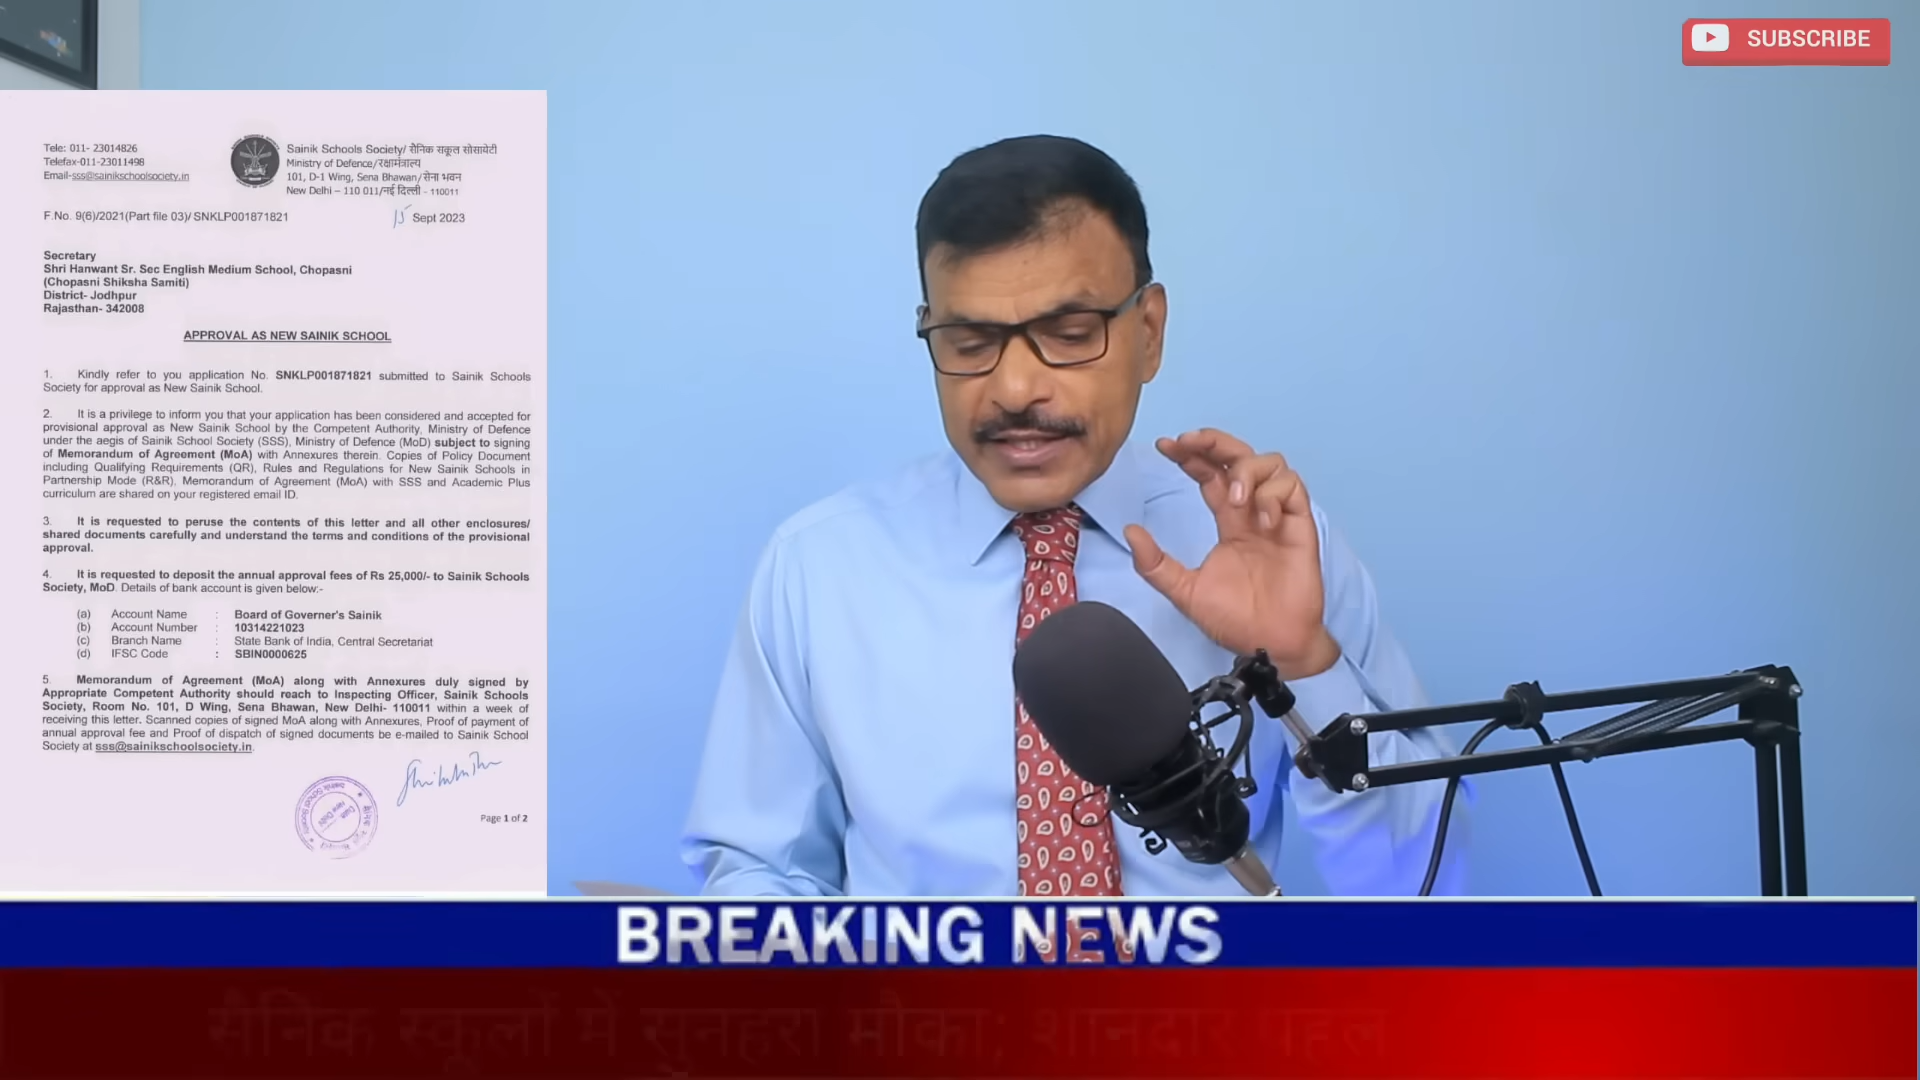 SUBSCRIBE
Tele: 011- 23014826
Telefax-011-23011498
Email-sss@sainikschoolsociety.in
Sainik Schools Society/ सैनिक सकूल सोसायेटी
Ministry of Defence/रक्षामंत्राल्य
101, D-1 Wing, Sena Bhawan/सेना भवन
New Delhi – 110 011/नई दिल्ली - 110011
F.No. 9(6)/2021(Part file 03)/ SNKLP001871821
15 Sept 2023
Secretary
Shri Hanwant Sr. Sec English Medium School, Chopasni
(Chopasni Shiksha Samiti)
District- Jodhpur
Rajasthan- 342008
APPROVAL AS NEW SAINIK SCHOOL
1. Kindly refer to you application No. SNKLP001871821 submitted to Sainik Schools
Society for approval as New Sainik School.
2. It is a privilege to inform you that your application has been considered and accepted for
provisional approval as New Sainik School by the Competent Authority, Ministry of Defence
under the aegis of Sainik School Society (SSS), Ministry of Defence (MoD) subject to signing
of Memorandum of Agreement (MoA) with Annexures therein. Copies of Policy Document
including Qualifying Requirements (QR), Rules and Regulations for New Sainik Schools in
Partnership Mode (R&R), Memorandum of Agreement (MoA) with SSS and Academic Plus
curriculum are shared on your registered email ID.
3. It is requested to peruse the contents of this letter and all other enclosures/
shared documents carefully and understand the terms and conditions of the provisional
approval.
4. It is requested to deposit the annual approval fees of Rs 25,000/- to Sainik Schools
Society, MoD. Details of bank account is given below:-
(a) Account Name : Board of Governer's Sainik
(b) Account Number : 10314221023
(c) Branch Name : State Bank of India, Central Secretariat
(d) IFSC Code : SBIN0000625
5. Memorandum of Agreement (MoA) along with Annexures duly signed by
Appropriate Competent Authority should reach to Inspecting Officer, Sainik Schools
Society, Room No. 101, D Wing, Sena Bhawan, New Delhi- 110011 within a week of
receiving this letter. Scanned copies of signed MoA along with Annexures, Proof of payment of
annual approval fee and Proof of dispatch of signed documents be e-mailed to Sainik School
Society at sss@sainikschoolsociety.in.
Page 1 of 2
BREAKING NEWS
सैनिक स्कूलों में सुनहरा मौका; शानदार पहल